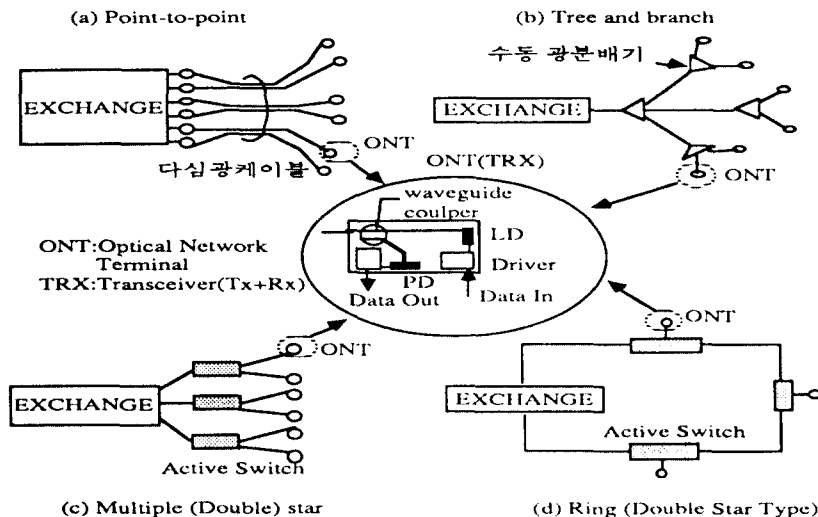 (a) Point-to-point
(b) Tree and branch
수동 광분배기
EXCHANGE
EXCHANGE
다심광케이블
ONT
ONT
ONT(TRX)
waveguide
coulper
LD
Driver
PD
Data Out
Data In
ONT:Optical Network
Terminal
TRX:Transceiver(Tx+Rx)
ONT
ONT
EXCHANGE
Active Switch
EXCHANGE
Active Switch
(c) Multiple (Double) star
(d) Ring (Double Star Type)